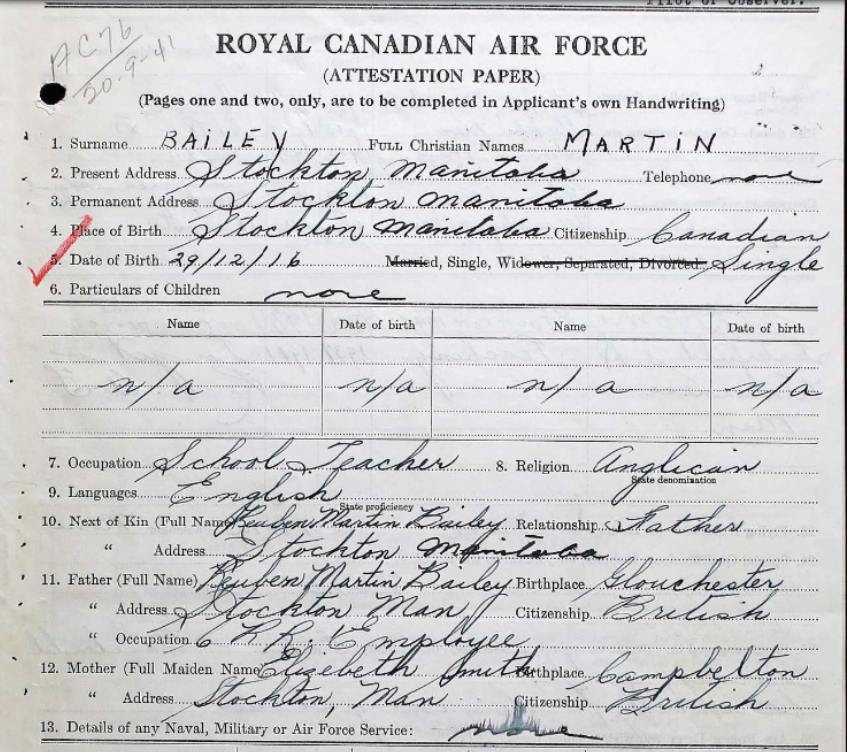 Pilot or Observer.
AC76
20-9-41
ROYAL CANADIAN AIR FORCE
(ATTESTATION PAPER)
(Pages one and two, only, are to be completed in Applicant's own Handwriting)
1. Surname BAILEY Full Christian Names MARTIN
2. Present Address Stockton Manitoba Telephone none
3. Permanent Address Stockton Manitoba
4. Place of Birth Stockton Manitoba Citizenship Canadian
5. Date of Birth 29/12/16 Married, Single, Widower, Separated, Divorced. Single
6. Particulars of Children none
Name Date of birth Name Date of birth
n/a n/a n/a n/a
7. Occupation School Teacher 8. Religion Anglican
State denomination
9. Languages English
State proficiency
10. Next of Kin (Full Name) Reuben Martin Bailey Relationship Father
" Address Stockton Manitoba
11. Father (Full Name) Reuben Martin Bailey Birthplace Glouchester
" Address Stockton Man Citizenship British
" Occupation R.R. Employee
12. Mother (Full Maiden Name Elizebeth Smith Birthplace Campbelton
" Address Stockton, Man Citizenship British
13. Details of any Naval, Military or Air Force Service: none